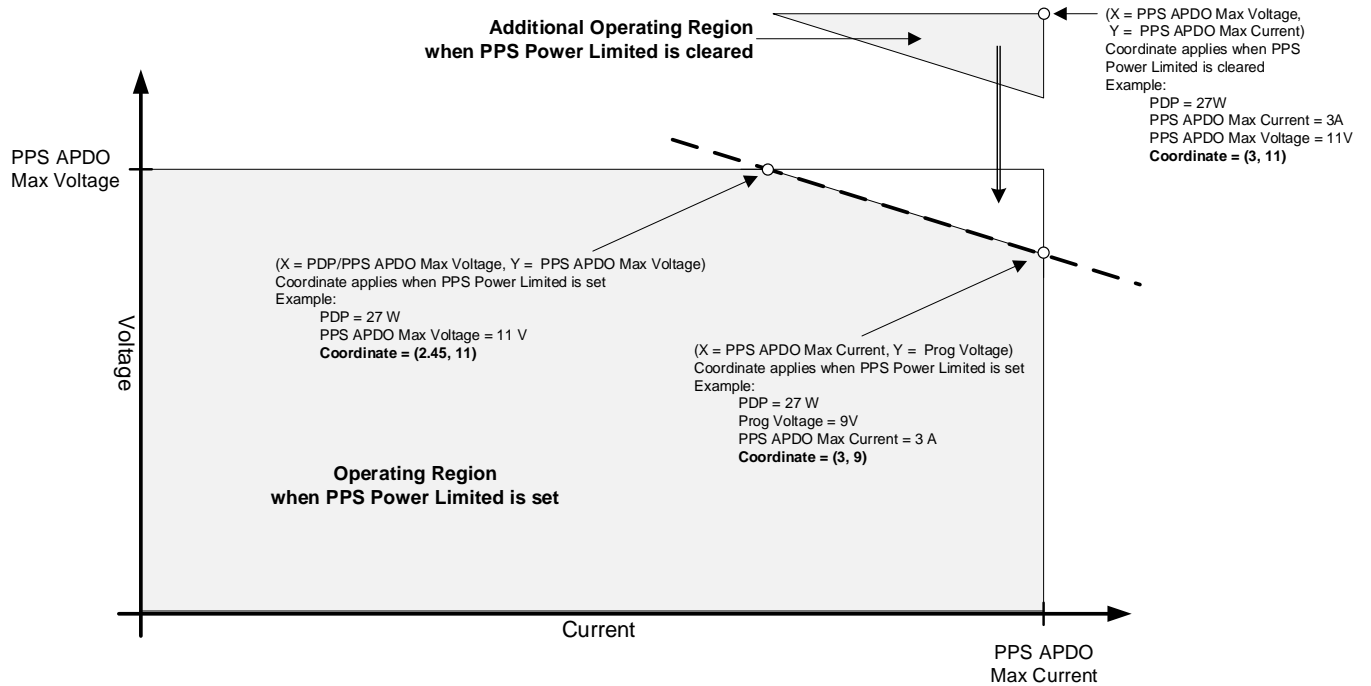 Additional Operating Region
when PPS Power Limited is cleared
(X = PPS APDO Max Voltage,
Y = PPS APDO Max Current)
Coordinate applies when PPS
Power Limited is cleared
Example:
PDP = 27W
PPS APDO Max Current = 3A
PPS APDO Max Voltage = 11V
Coordinate = (3, 11)
PPS APDO
Max Voltage
(X = PDP/PPS APDO Max Voltage, Y = PPS APDO Max Voltage)
Coordinate applies when PPS Power Limited is set
Example:
PDP = 27 W
PPS APDO Max Voltage = 11 V
Coordinate = (2.45, 11)
Voltage
(X = PPS APDO Max Current, Y = Prog Voltage)
Coordinate applies when PPS Power Limited is set
Example:
PDP = 27 W
Prog Voltage = 9V
PPS APDO Max Current = 3 A
Coordinate = (3, 9)
Operating Region
when PPS Power Limited is set
Current
PPS APDO
Max Current